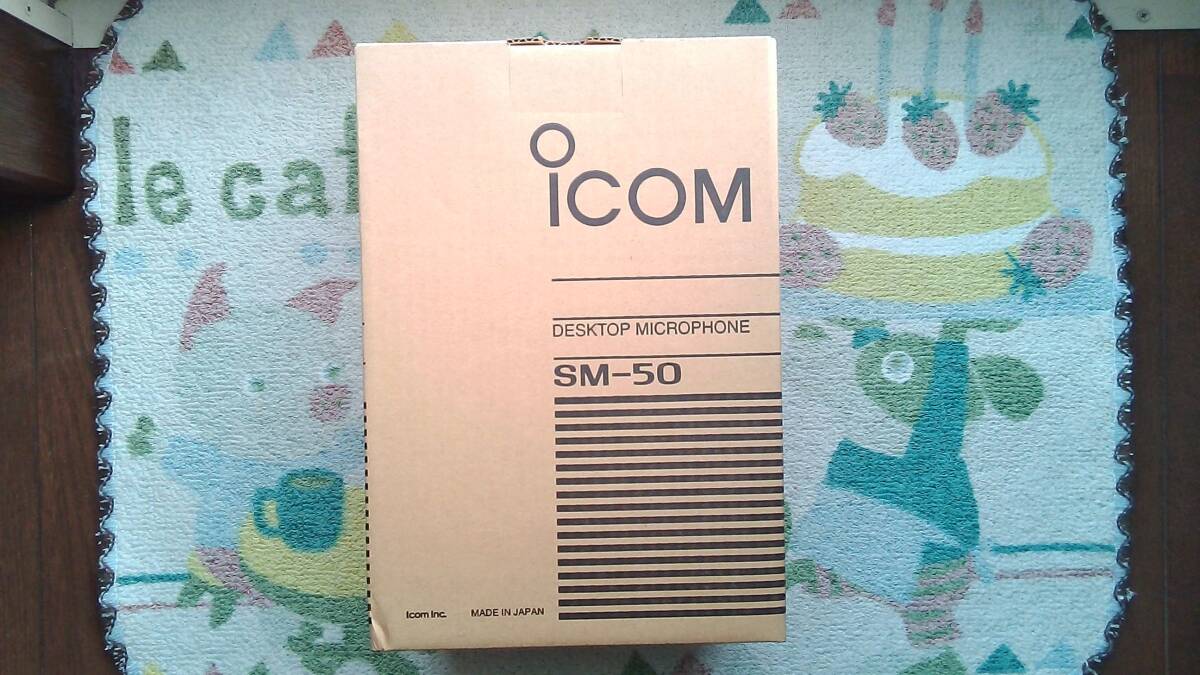 le caf
ICOM
DESKTOP MICROPHONE
SM-50
Icom Inc. MADE IN JAPAN